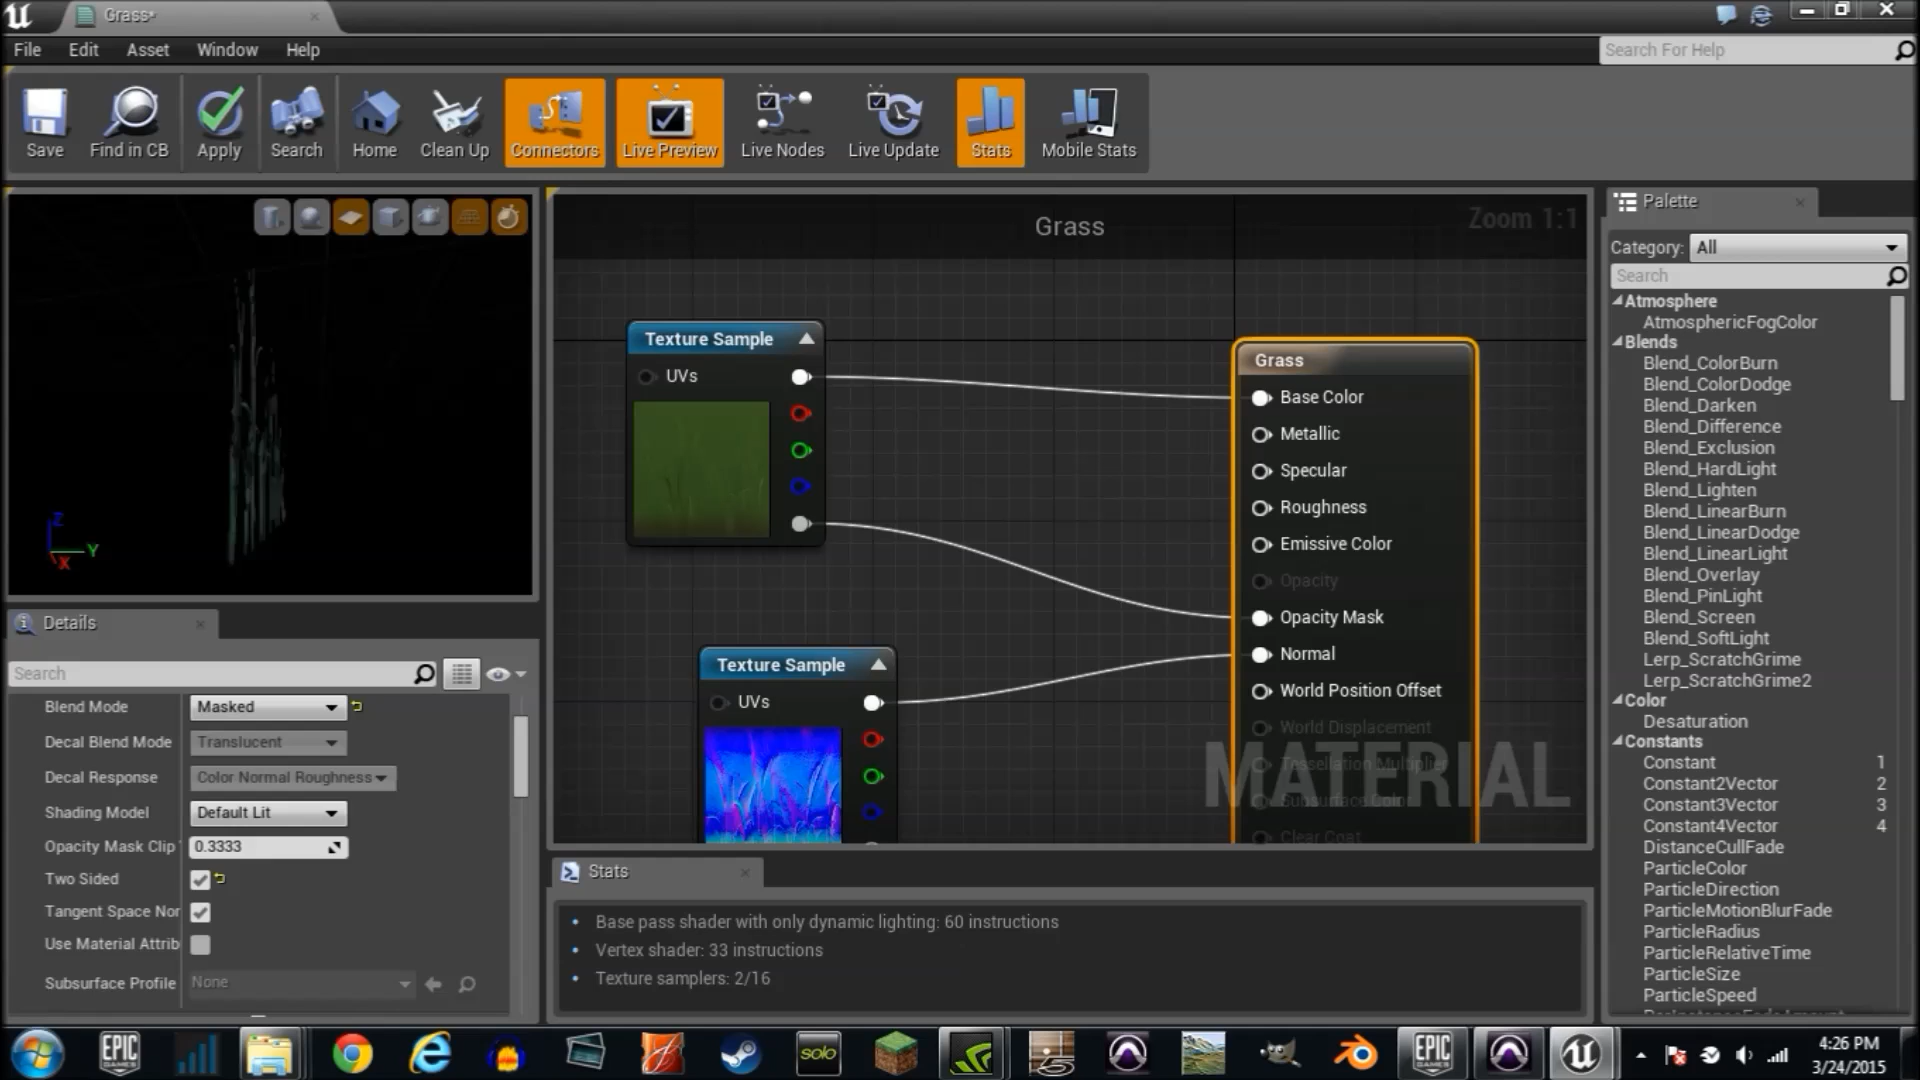 Grass*
File Edit Asset Window Help
Search For Help
Save Find in CB Apply Search Home Clean Up Connectors Live Preview Live Nodes Live Update Stats Mobile Stats
Z
Y
X
Details
Search
Blend Mode Masked
Decal Blend Mode Translucent
Decal Response Color Normal Roughness
Shading Model Default Lit
Opacity Mask Clip 0.3333
Two Sided
Tangent Space Nor
Use Material Attrib
Subsurface Profile None
Grass
Zoom 1:1
Texture Sample
UVs
Texture Sample
UVs
Grass
Base Color
Metallic
Specular
Roughness
Emissive Color
Opacity
Opacity Mask
Normal
World Position Offset
World Displacement
Tessellation Multiplier
Subsurface Color
Clear Coat
MATERIAL
Stats
• Base pass shader with only dynamic lighting: 60 instructions
• Vertex shader: 33 instructions
• Texture samplers: 2/16
Palette
Category: All
Search
Atmosphere
AtmosphericFogColor
Blends
Blend_ColorBurn
Blend_ColorDodge
Blend_Darken
Blend_Difference
Blend_Exclusion
Blend_HardLight
Blend_Lighten
Blend_LinearBurn
Blend_LinearDodge
Blend_LinearLight
Blend_Overlay
Blend_PinLight
Blend_Screen
Blend_SoftLight
Lerp_ScratchGrime
Lerp_ScratchGrime2
Color
Desaturation
Constants
Constant 1
Constant2Vector 2
Constant3Vector 3
Constant4Vector 4
DistanceCullFade
ParticleColor
ParticleDirection
ParticleMotionBlurFade
ParticleRadius
ParticleRelativeTime
ParticleSize
ParticleSpeed
EPIC GAMES
solo
EPIC GAMES
4:26 PM
3/24/2015